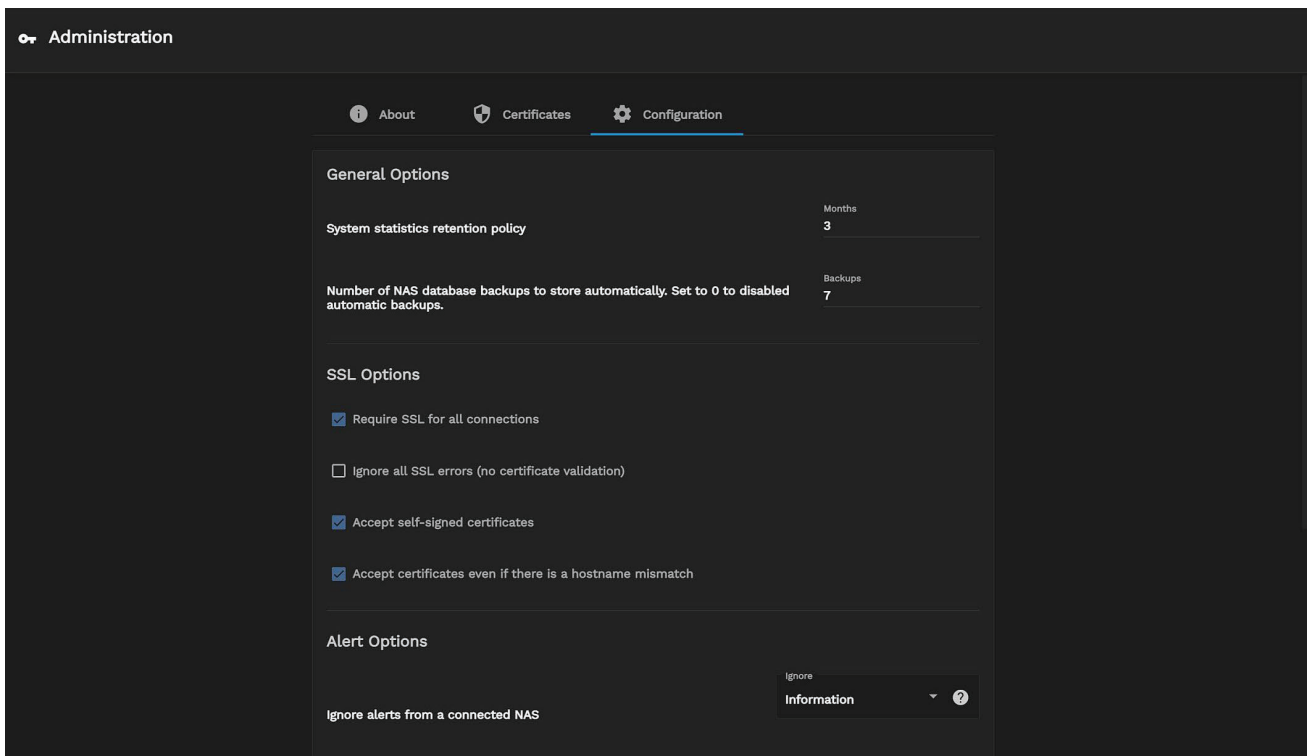 Administration
About
Certificates
Configuration
General Options
Months
System statistics retention policy
3
Backups
Number of NAS database backups to store automatically. Set to 0 to disabled
7
automatic backups.
SSL Options
Require SSL for all connections
Ignore all SSL errors (no certificate validation)
Accept self-signed certificates
Accept certificates even if there is a hostname mismatch
Alert Options
Ignore
Information
Ignore alerts from a connected NAS